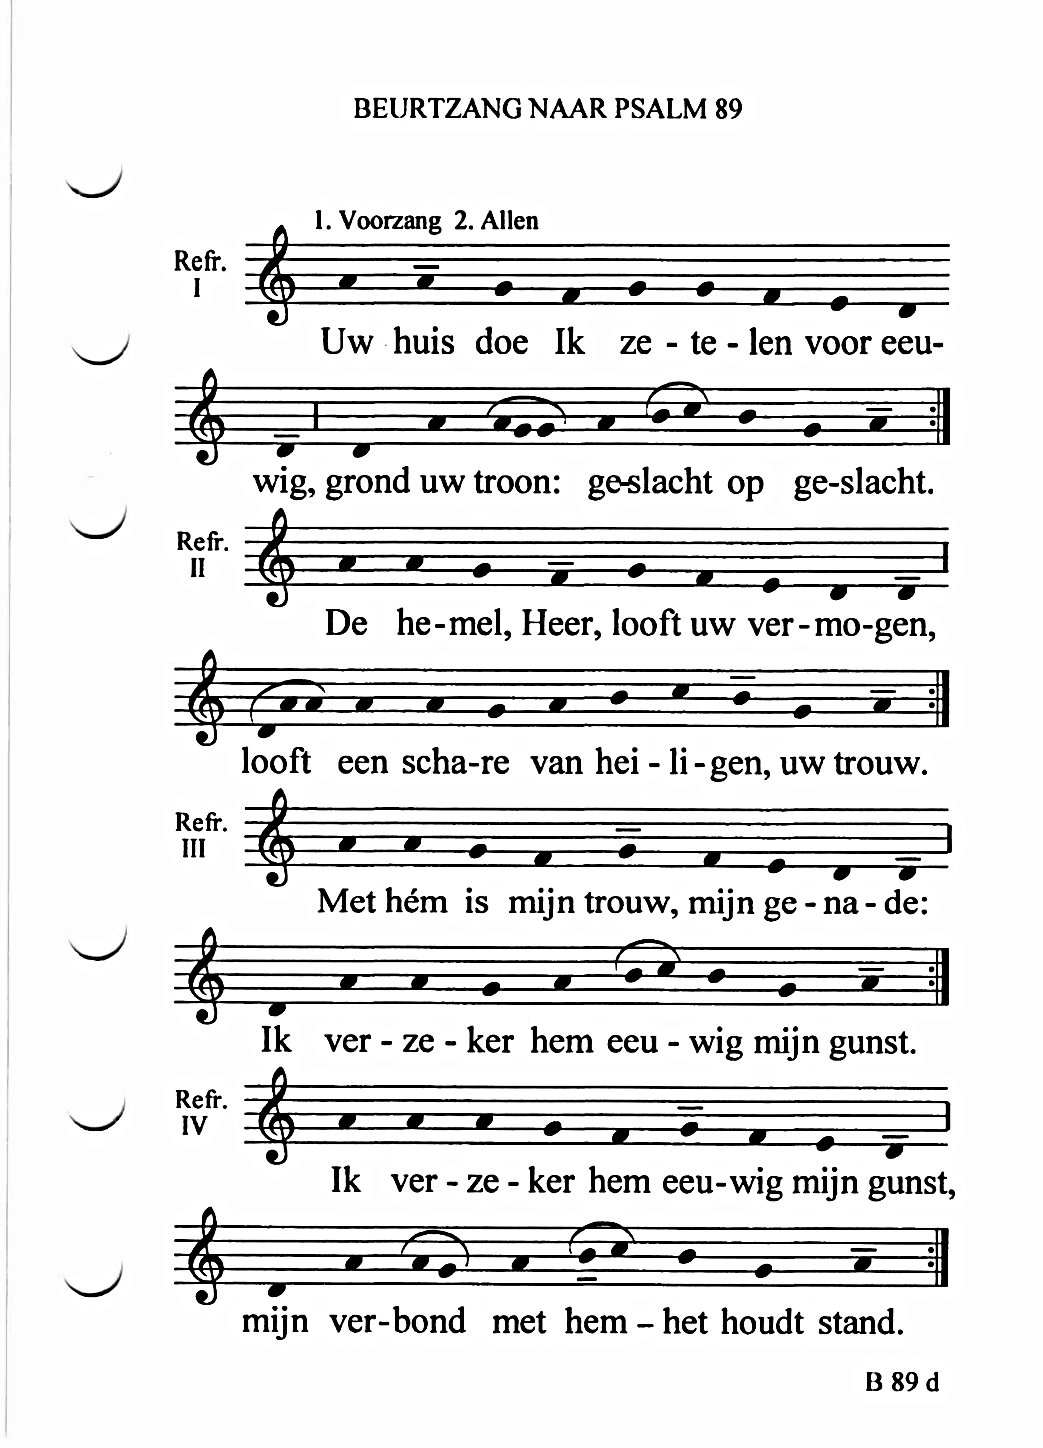 BEURTZANG NAAR PSALM 89
1. Voorzang 2. Allen
Refr.
I
Uw huis doe Ik ze - te - len voor eeu-
wig, grond uw troon: ge-slacht op ge-slacht.
Refr.
II
De he-mel, Heer, looft uw ver-mo-gen,
looft een scha-re van hei - li - gen, uw trouw.
Refr.
III
Met hém is mijn trouw, mijn ge - na - de:
Ik ver - ze - ker hem eeu - wig mijn gunst.
Refr.
IV
Ik ver - ze - ker hem eeu-wig mijn gunst,
mijn ver-bond met hem – het houdt stand.
B 89 d